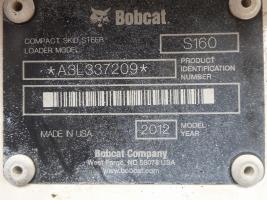 Bobcat.
COMPACT SKID STEER
LOADER MODEL
S160
*A3L337209*
PRODUCT
IDENTIFICATION
NUMBER
MADE IN USA
2012
MODEL
YEAR
Bobcat Company
West Fargo, ND 58078 USA
www.bobcat.com